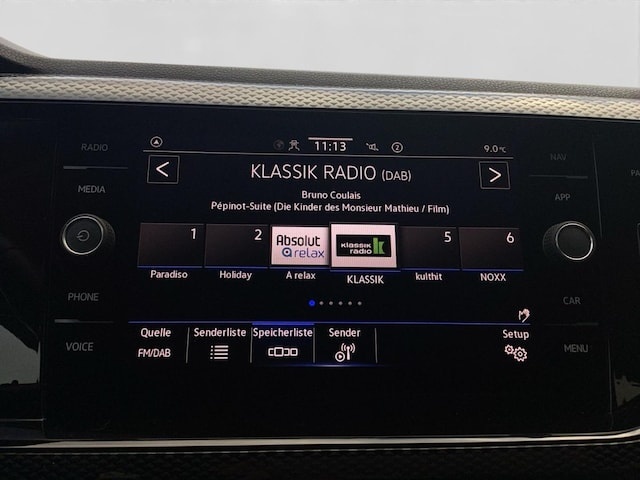 RADIO
11:13
2
9.0°C
NAV
PA
MEDIA
< KLASSIK RADIO (DAB) >
APP
Bruno Coulais
Pépinot-Suite (Die Kinder des Monsieur Mathieu / Film)
1 2 Absolut relax klassik radio k 5 6
Paradiso Holiday A relax KLASSIK kulthit NOXX
PHONE
CAR
Quelle Senderliste Speicherliste Sender Setup
VOICE
FM/DAB
MENU